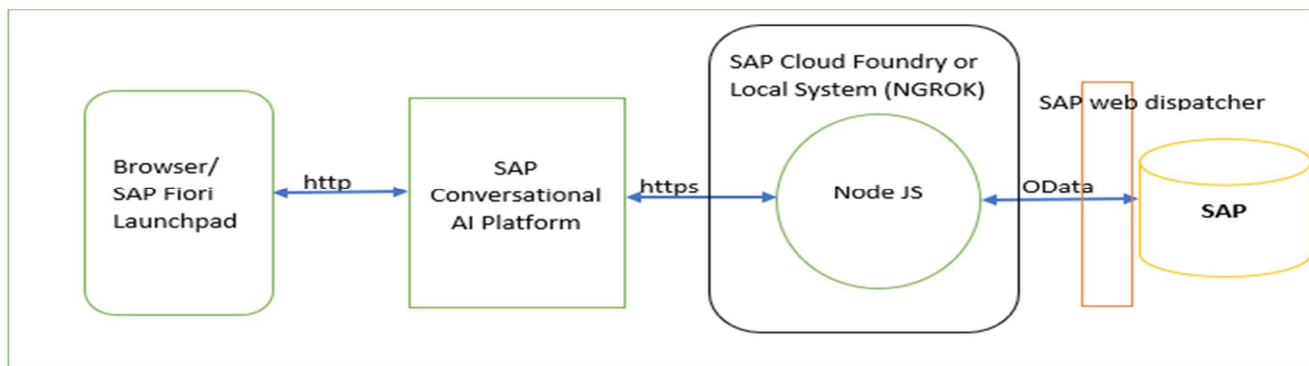 Browser/
SAP Fiori
Launchpad
http
SAP
Conversational
AI Platform
https
SAP Cloud Foundry or
Local System (NGROK)
Node JS
OData
SAP web dispatcher
SAP